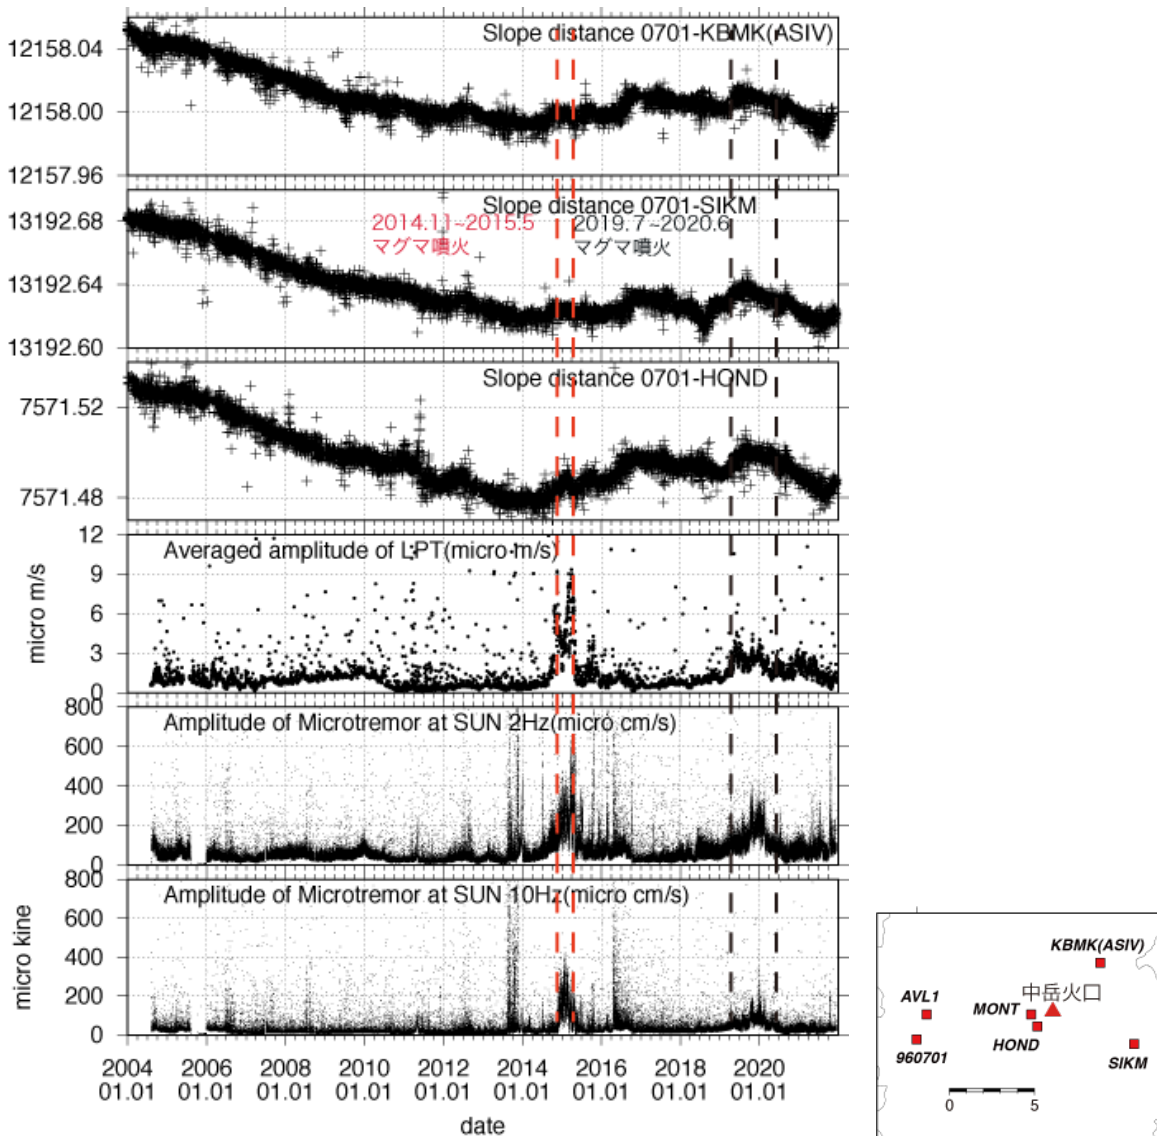 Slope distance 0701-KBMK(ASIV)
12158.04
12158.00
12157.96
Slope distance 0701-SIKM
13192.68
2014.11~2015.5
マグマ噴火
2019.7~2020.6
マグマ噴火
13192.64
13192.60
Slope distance 0701-HOND
7571.52
7571.48
Averaged amplitude of LPT(micro m/s)
12
9
6
3
0
micro m/s
Amplitude of Microtremor at SUN 2Hz(micro cm/s)
800
600
400
200
0
Amplitude of Microtremor at SUN 10Hz(micro cm/s)
800
400
200
0
micro kine
2004 2006 2008 2010 2012 2014 2015 2016 2018 2020
01.01 01.01 01.01 01.01 01.01 01.01 01.01 01.01 01.01 01.01
date
KBMK(ASIV)
中岳火口
AVL1
MONT
HOND
960701
SIKM
0 5